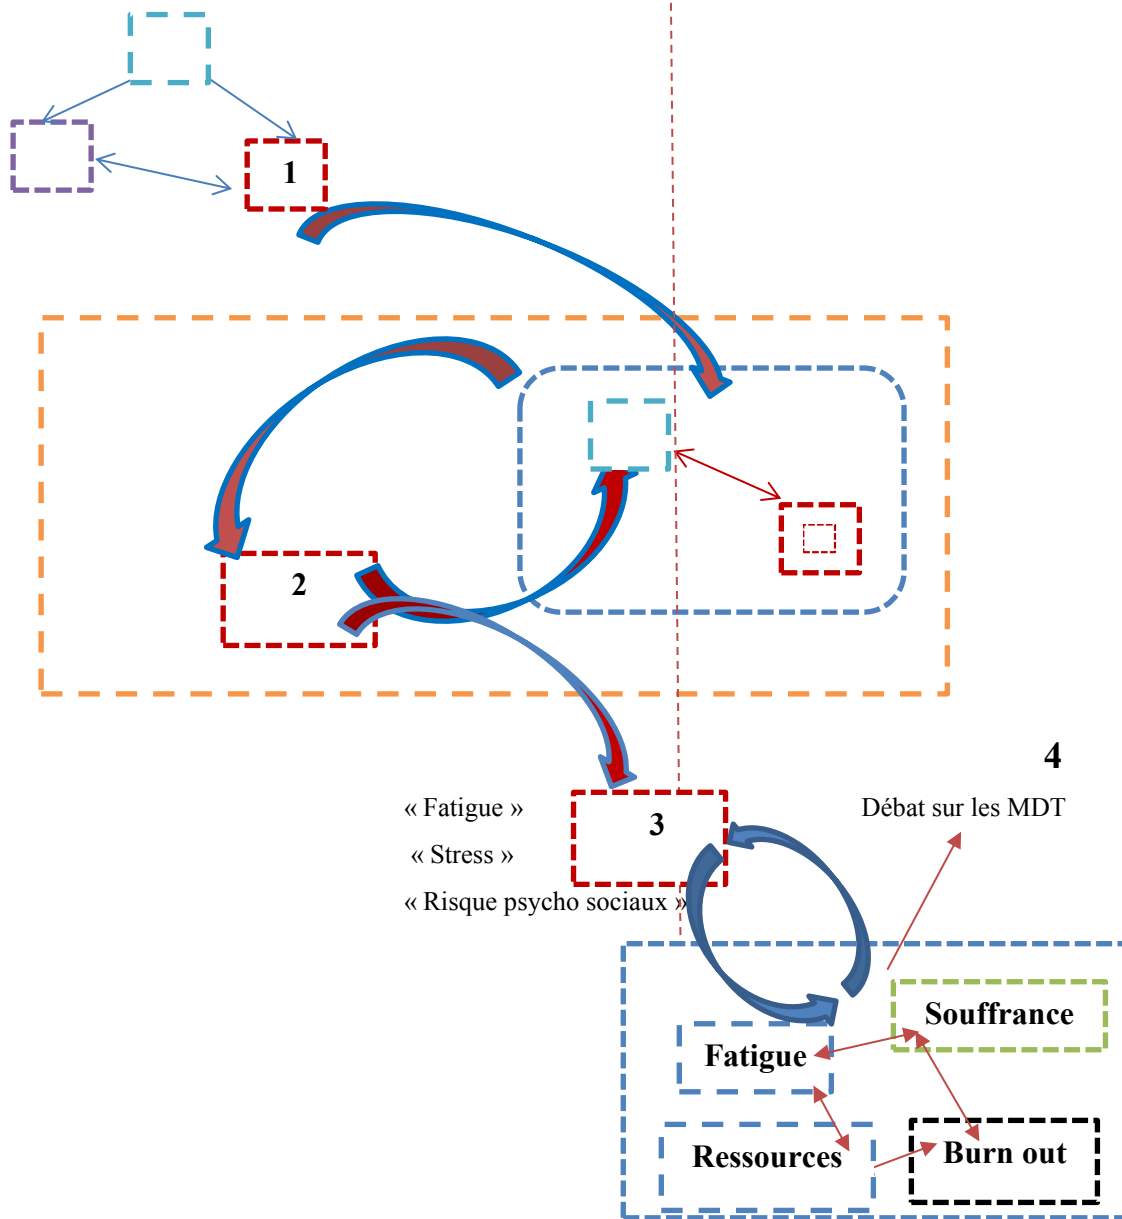 1
2
4
« Fatigue »
3
Débat sur les MDT
« Stress »
« Risque psycho sociaux »
Souffrance
Fatigue
Ressources
Burn out